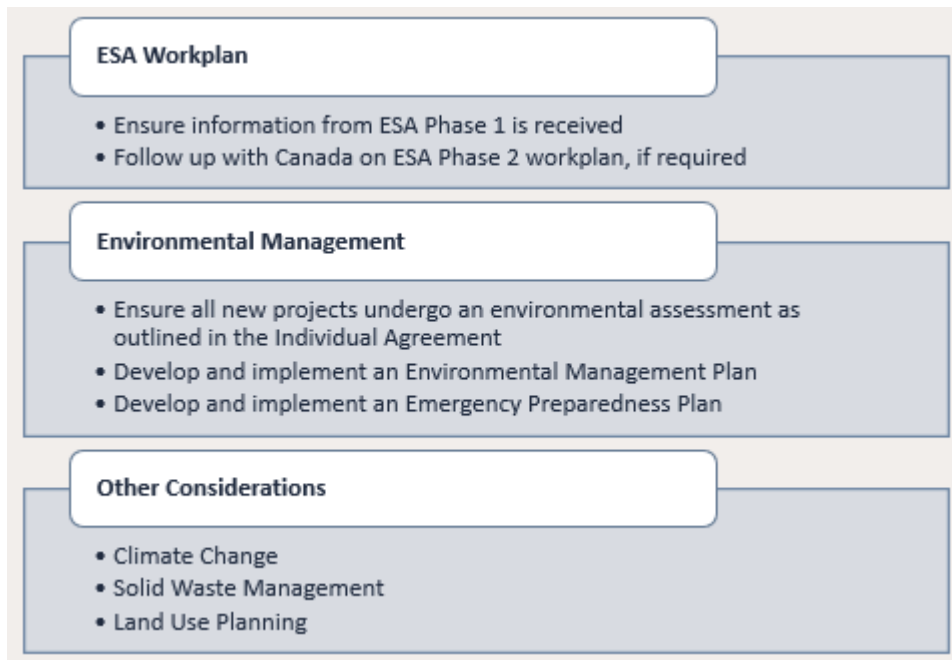 ESA Workplan
• Ensure information from ESA Phase 1 is received
• Follow up with Canada on ESA Phase 2 workplan, if required
Environmental Management
• Ensure all new projects undergo an environmental assessment as
outlined in the Individual Agreement
• Develop and implement an Environmental Management Plan
• Develop and implement an Emergency Preparedness Plan
Other Considerations
• Climate Change
• Solid Waste Management
• Land Use Planning